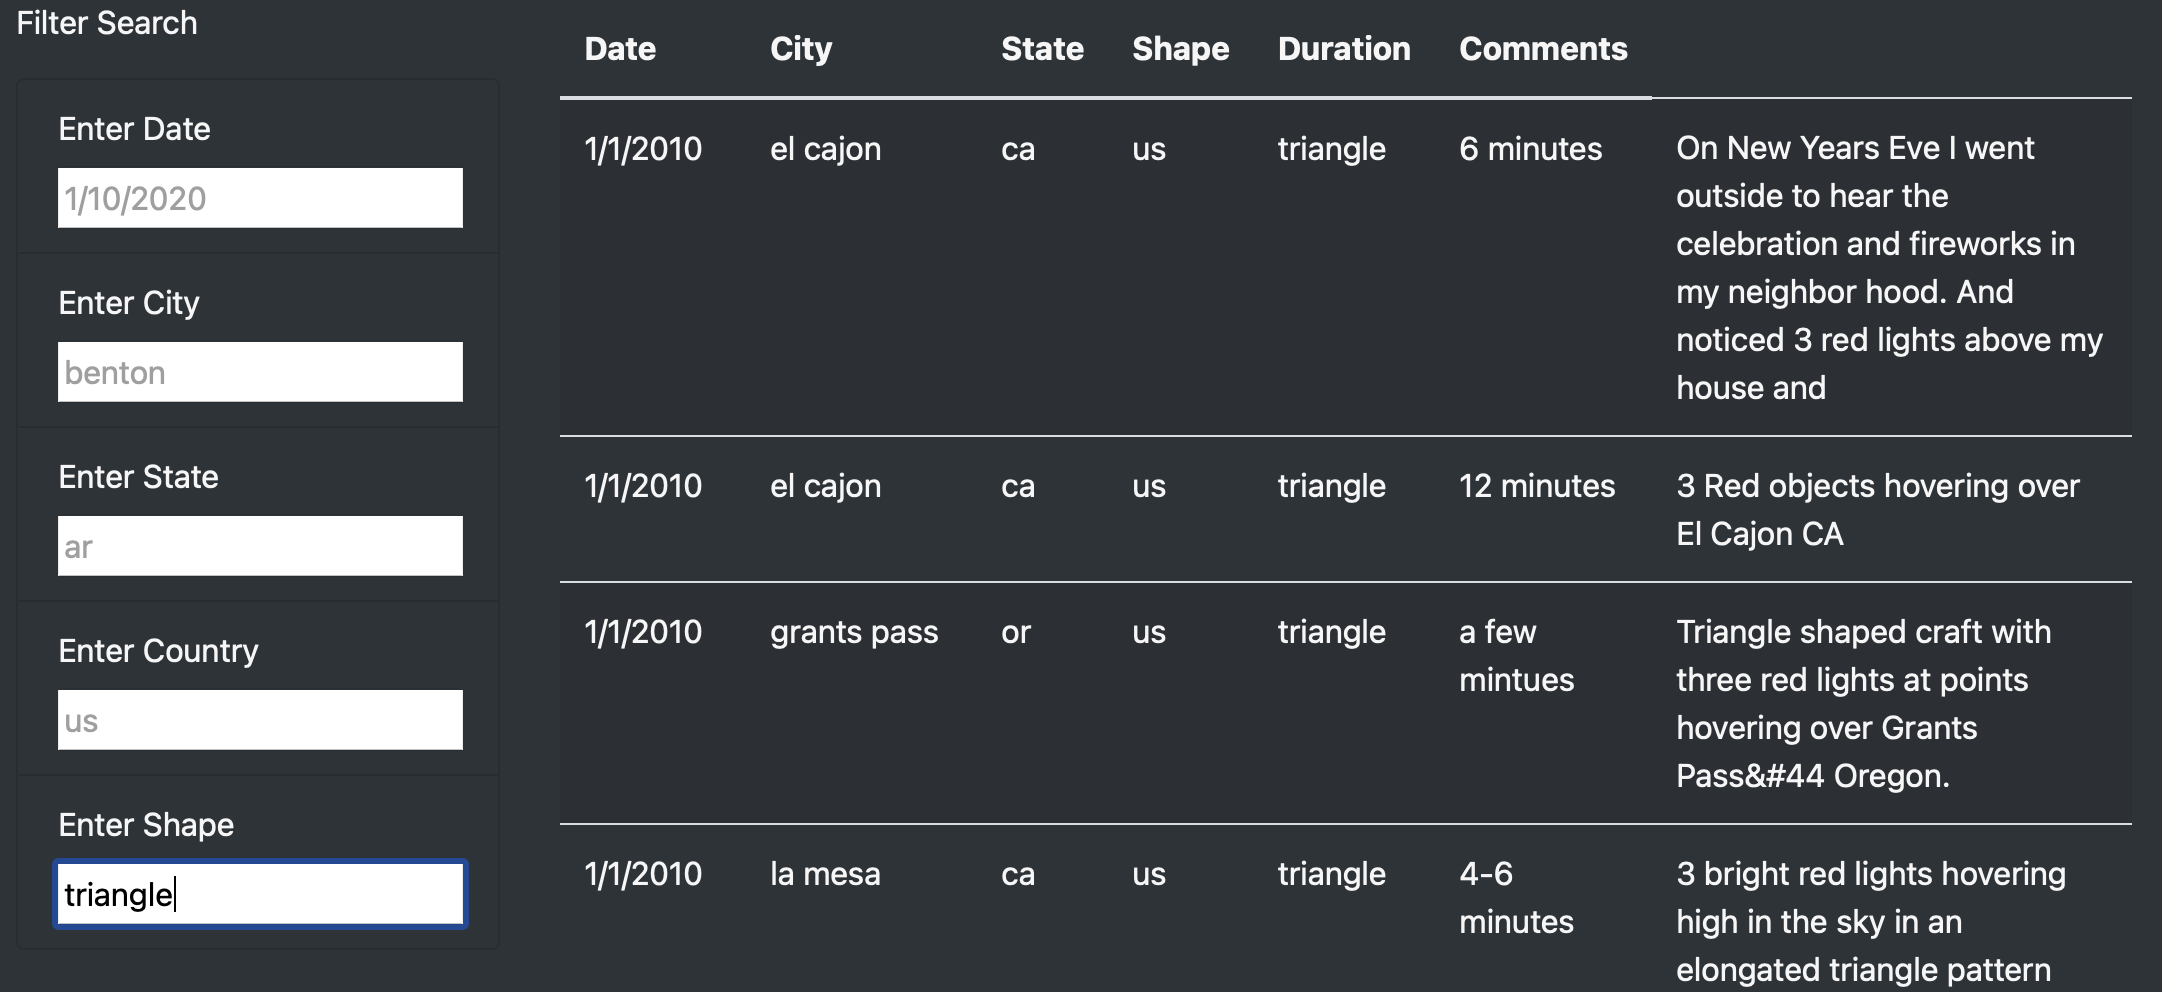 Filter Search
Enter Date
1/10/2020
Enter City
benton
Enter State
ar
Enter Country
us
Enter Shape
triangle
Date City State Shape Duration Comments
1/1/2010 el cajon ca us triangle 6 minutes On New Years Eve I went
outside to hear the
celebration and fireworks in
my neighbor hood. And
noticed 3 red lights above my
house and
1/1/2010 el cajon ca us triangle 12 minutes 3 Red objects hovering over
El Cajon CA
1/1/2010 grants pass or us triangle a few Triangle shaped craft with
mintues three red lights at points
hovering over Grants
Pass&#44 Oregon.
1/1/2010 la mesa ca us triangle 4-6 3 bright red lights hovering
minutes high in the sky in an
elongated triangle pattern